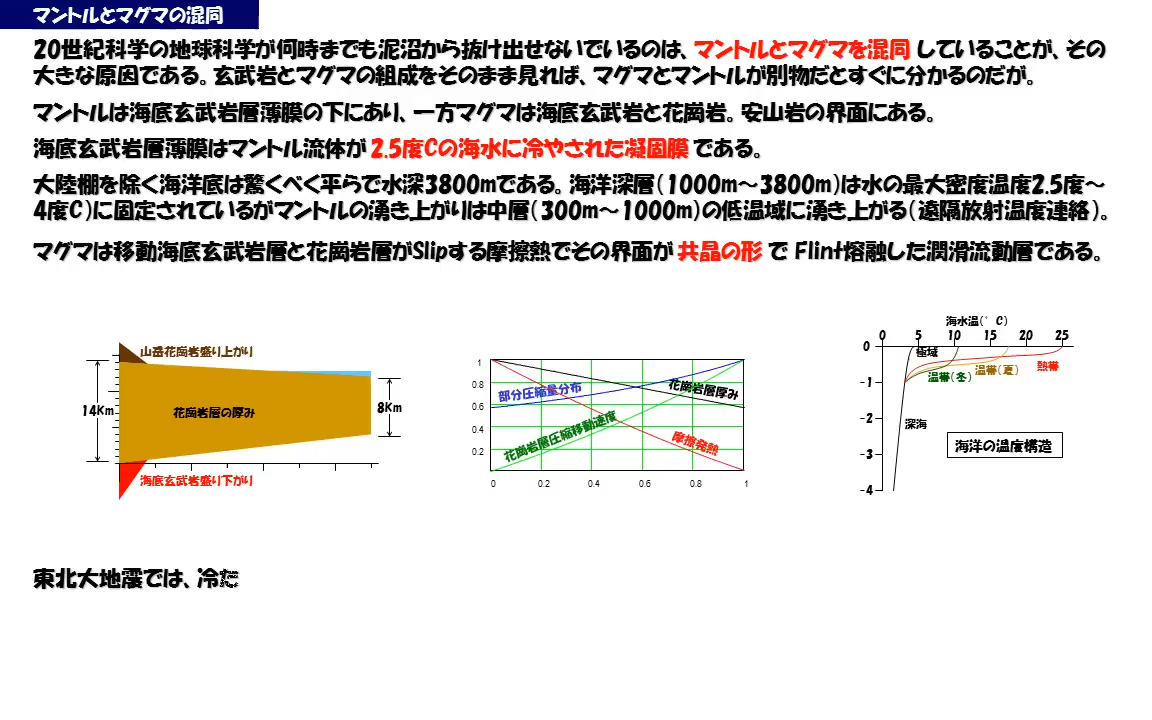 マントルとマグマの混同
20世紀科学の地球科学が何時までも泥沼から抜け出せないでいるのは、マントルとマグマを混同 していることが、その
大きな原因である。玄武岩とマグマの組成をそのまま見れば、マグマとマントルが別物だとすぐに分かるのだが。
マントルは海底玄武岩層薄膜の下にあり、一方マグマは海底玄武岩と花崗岩。安山岩の界面にある。
海底玄武岩層薄膜はマントル流体が 2.5度Cの海水に冷やされた凝固膜 である。
大陸棚を除く海洋底は驚くべく平らで水深3800mである。海洋深層(1000m～3800m)は水の最大密度温度2.5度～
4度C)に固定されているがマントルの湧き上がりは中層(300m～1000m)の低温域に湧き上がる(遠隔放射温度連絡)。
マグマは移動海底玄武岩層と花崗岩層がSlipする摩擦熱でその界面が 共晶の形 で Flint熔融した潤滑流動層である。
山岳花崗岩盛り上がり
14Km
花崗岩層の厚み
8Km
海底玄武岩盛り下がり
1
0.8
0.6
0.4
0.2
0 0.2 0.4 0.6 0.8 1
部分圧縮量分布
花崗岩層厚み
花崗岩層圧縮移動速度
摩擦発熱
海水温(°C)
0 5 10 15 20 25
0
-1
-2
-3
-4
極域
温帯(冬)
温帯(夏)
熱帯
深海
海洋の温度構造
東北大地震では、冷だ